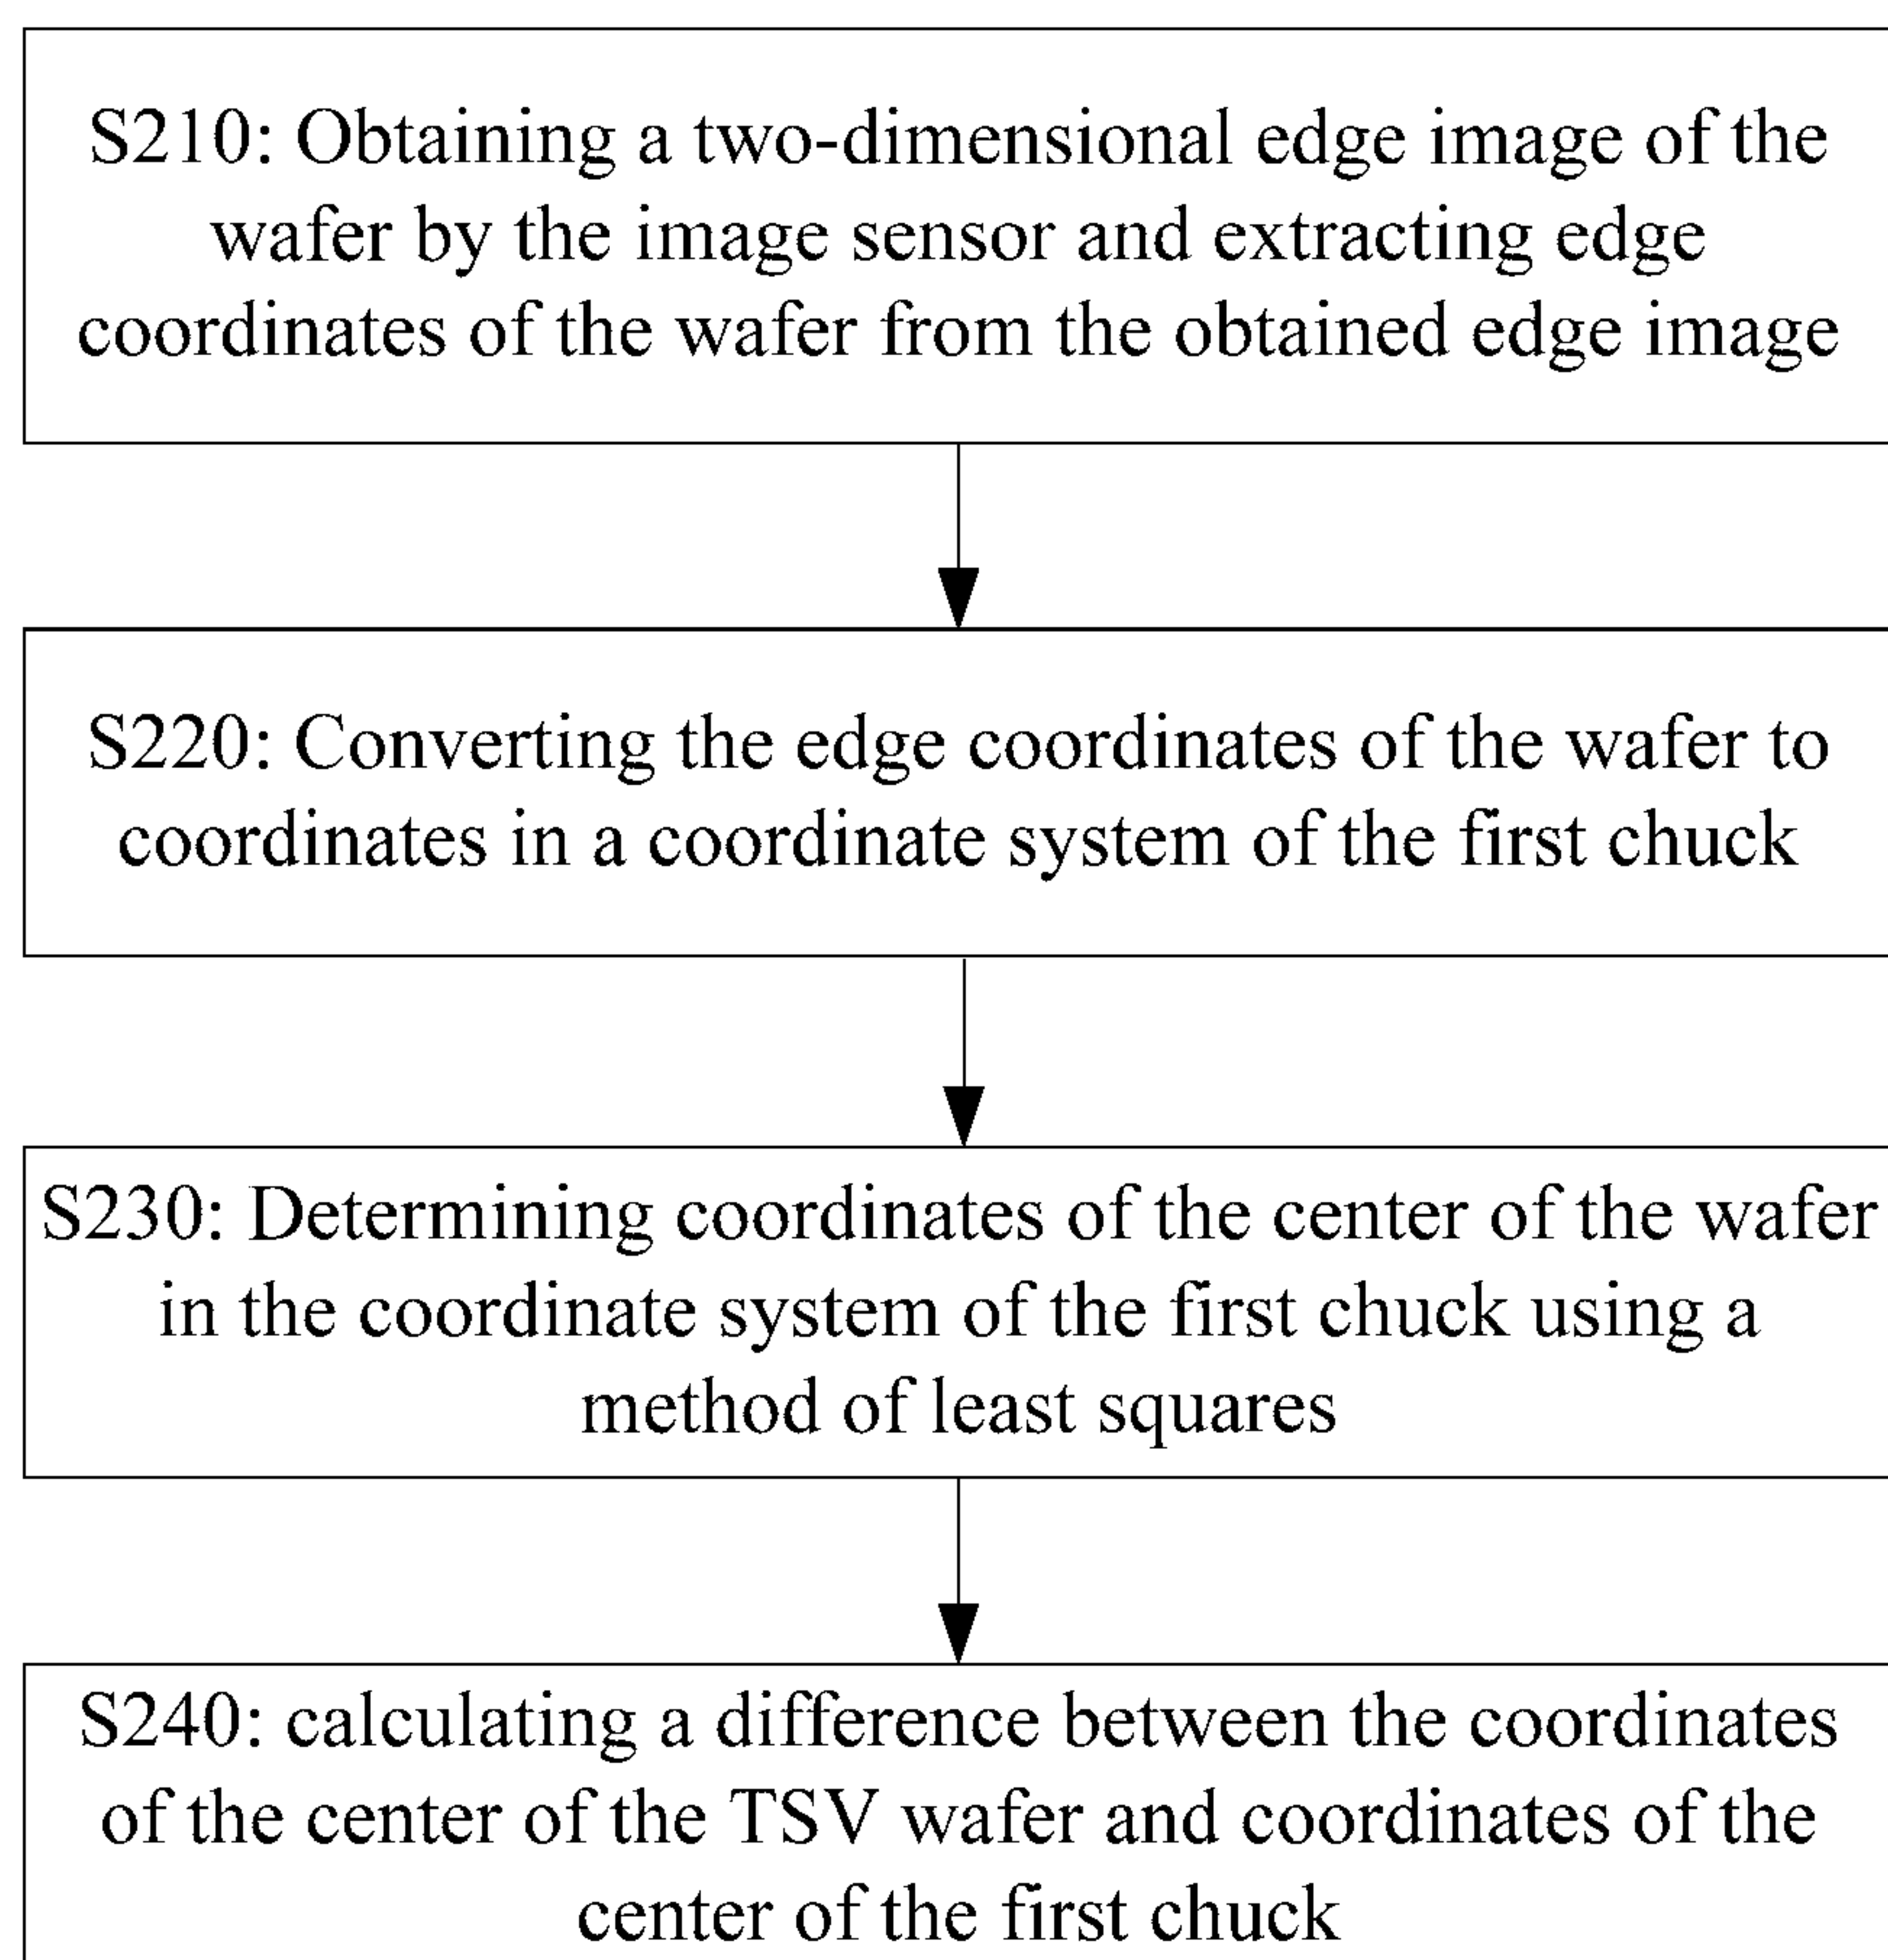 S210: Obtaining a two-dimensional edge image of the
wafer by the image sensor and extracting edge
coordinates of the wafer from the obtained edge image
S220: Converting the edge coordinates of the wafer to
coordinates in a coordinate system of the first chuck
S230: Determining coordinates of the center of the wafer
in the coordinate system of the first chuck using a
method of least squares
S240: calculating a difference between the coordinates
of the center of the TSV wafer and coordinates of the
center of the first chuck